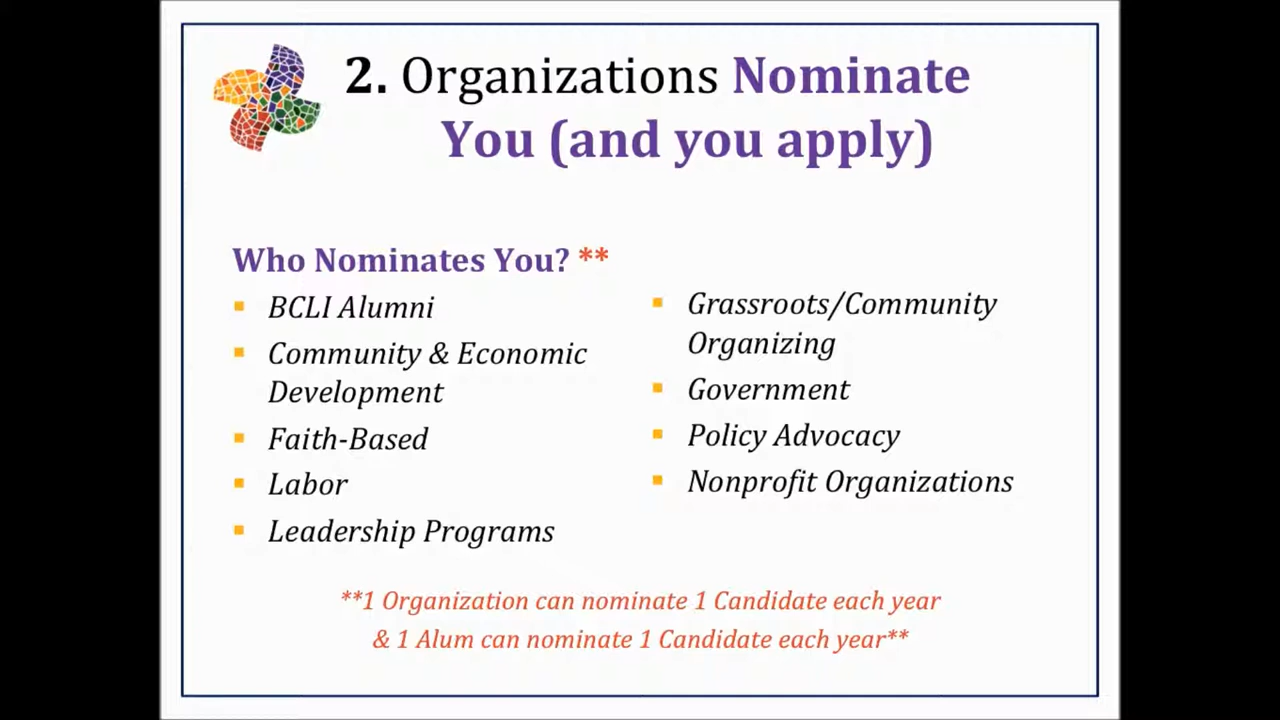 2. Organizations Nominate
You (and you apply)
Who Nominates You? **
▪ BCLI Alumni
▪ Community & Economic
Development
▪ Faith-Based
▪ Labor
▪ Leadership Programs
▪ Grassroots/Community
Organizing
▪ Government
▪ Policy Advocacy
▪ Nonprofit Organizations
**1 Organization can nominate 1 Candidate each year
& 1 Alum can nominate 1 Candidate each year**